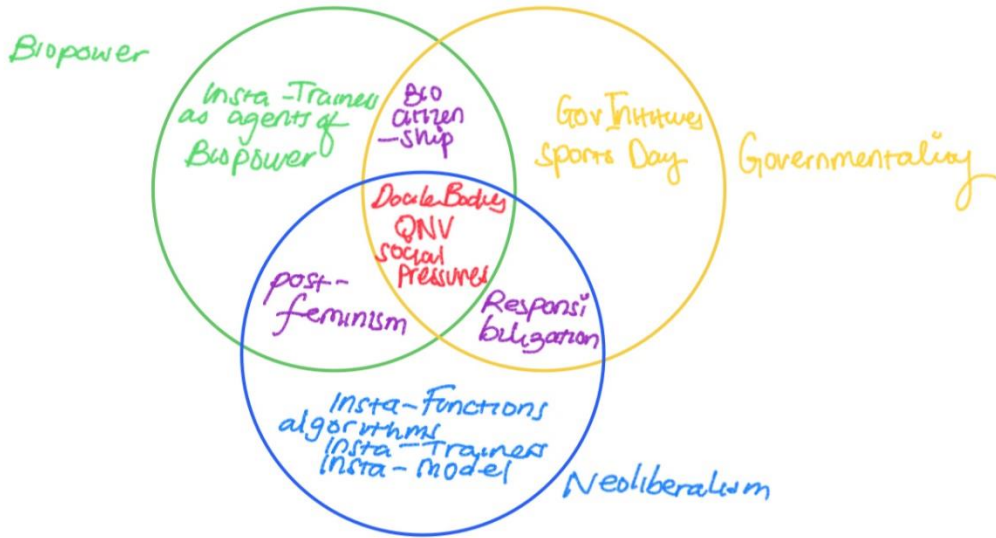 Biopower
Insta-Trainers
as agents of
Biopower
Bio
citizen
-ship
Gov Initiatives
sports Day
Governmentality
Docile Bodies
QNV
social
Pressures
post-
feminism
Responsi
bilization
Insta-Functions
algorithms
Insta-Trainers
Insta-model
Neoliberalism